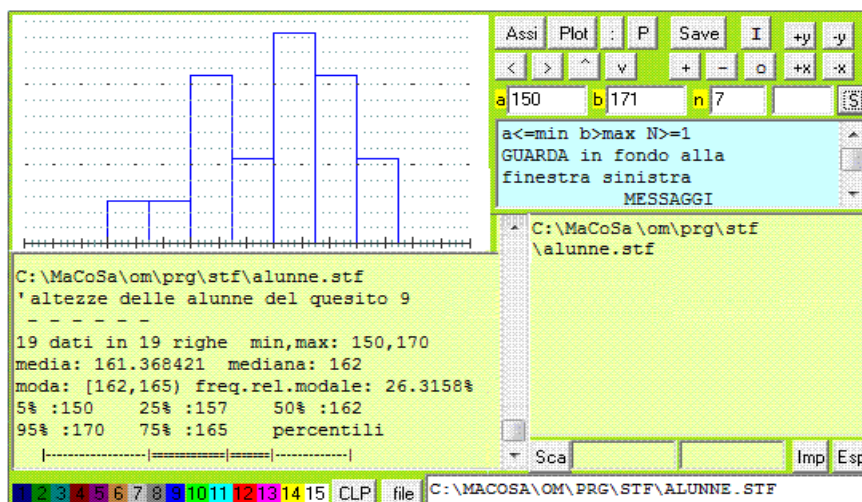 Assi Plot : P Save I +y -y
< > ^ v + - o +x -x
a 150 b 171 n 7 S
a<=min b>max N>=1
GUARDA in fondo alla
finestra sinistra
MESSAGGI
C:\MaCoSa\om\prg\stf
\alunne.stf
C:\MaCoSa\om\prg\stf\alunne.stf
'altezze delle alunne del quesito 9
- - - - - -
19 dati in 19 righe min,max: 150,170
media: 161.368421 mediana: 162
moda: [162,165) freq.rel.modale: 26.3158%
5% :150 25% :157 50% :162
95% :170 75% :165 percentili
|------------------|============|======|-------------|
Sca Imp Esp
1 2 3 4 5 6 7 8 9 10 11 12 13 14 15 CLP file C:\MACOSA\OM\PRG\STF\ALUNNE.STF